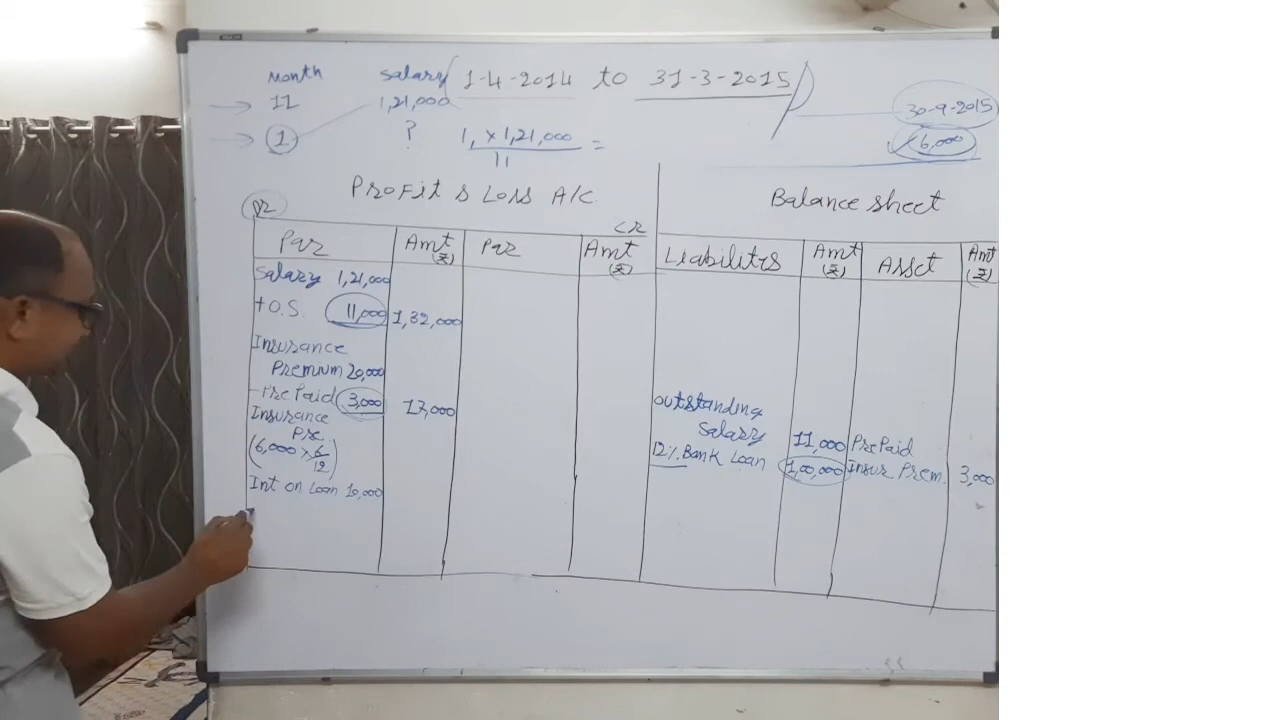 Month salary 1-4-2014 to 31-3-2015
11 1,21,000 30-9-2015
1 ? 1 × 1,21,000 = 6,000
11
Profit & Loss A/C
Balance sheet
Dr
Cr
Par Amt Par Amt
(₹) (₹)
Liabilities Amt Asset Amt
(₹) (₹)
Salary 1,21,000
+O.S. 11,000 1,32,000
Insurance
Premium 20,000
-PrePaid 3,000 17,000
Insurance
Pre.
(6,000 × 6
12)
Int on Loan 10,000
outstanding
Salary 11,000
12% Bank Loan 1,00,000
PrePaid
Insur Prem. 3,000